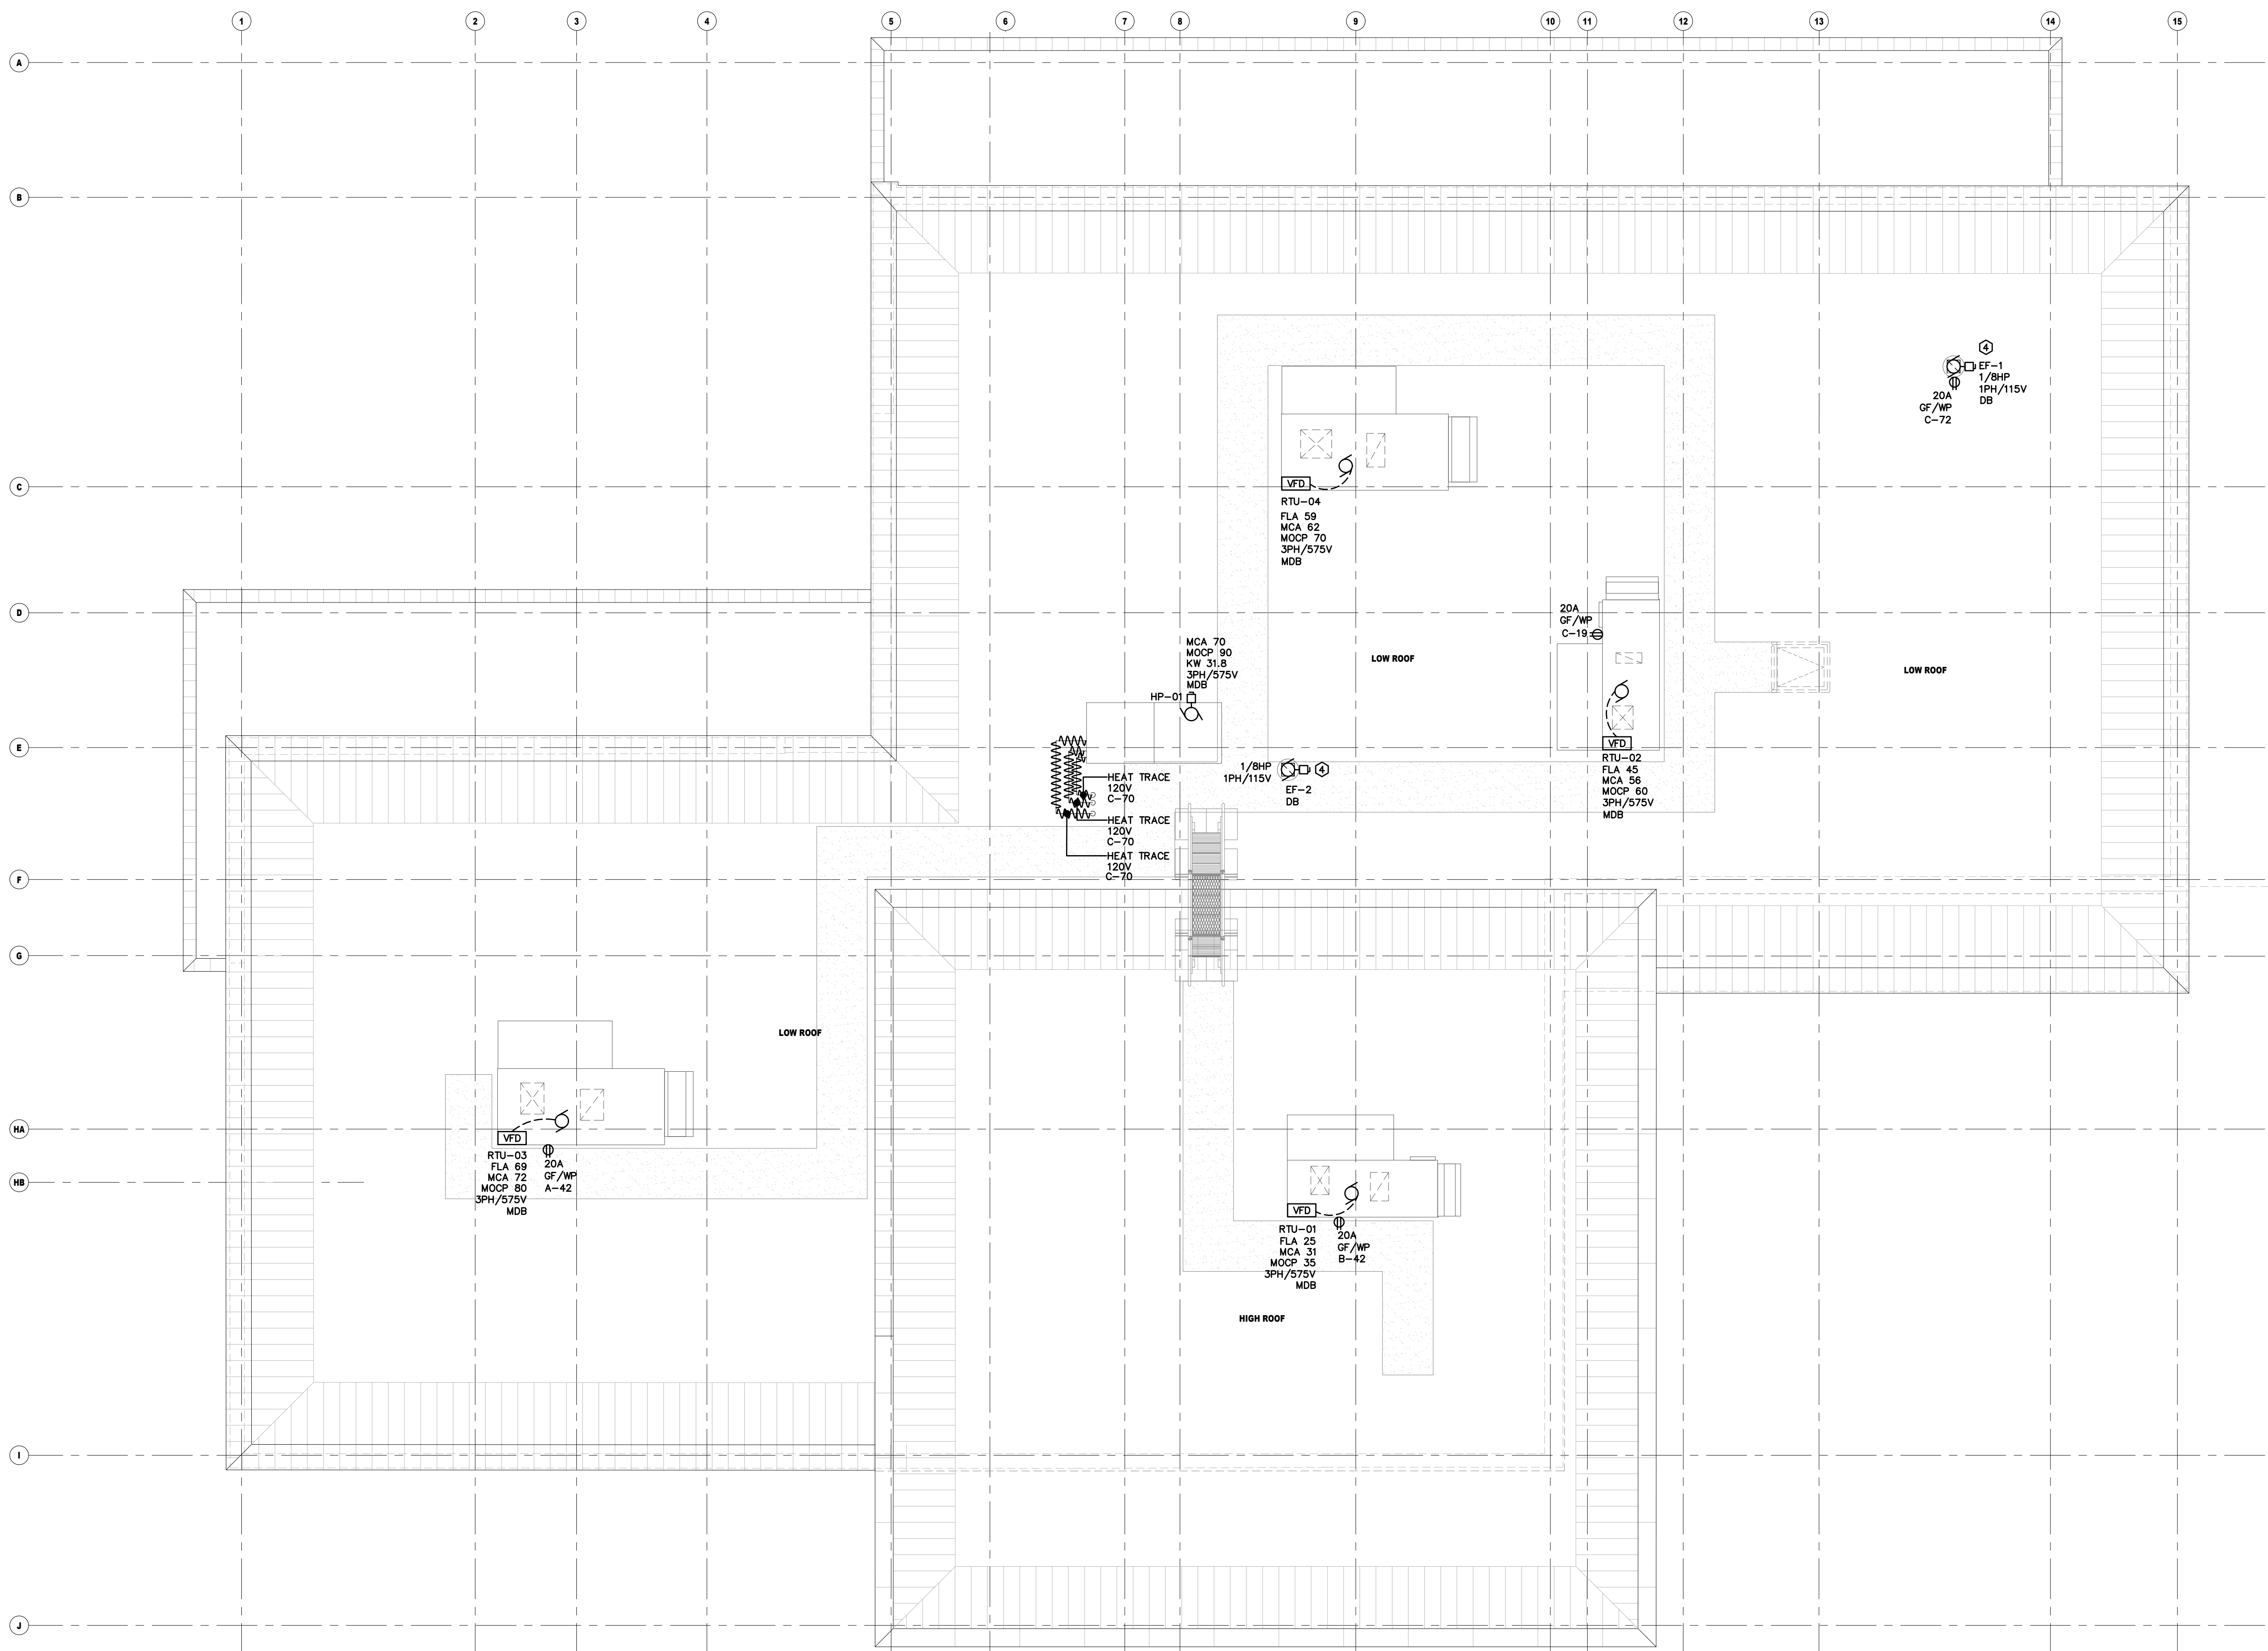 1
2
3
4
5
6
7
8
9
10
11
12
13
14
15
A
B
C
D
E
F
G
HA
HB
I
J
4
EF-1
1/8HP
1PH/115V
DB
20A
GF/WP
C-72
VFD
RTU-04
FLA 59
MCA 62
MOCP 70
3PH/575V
MDB
20A
GF/WP
C-19
MCA 70
MOCP 90
KW 31.8
3PH/575V
MDB
HP-01
LOW ROOF
LOW ROOF
VFD
RTU-02
FLA 45
MCA 56
MOCP 60
3PH/575V
MDB
1/8HP
1PH/115V
4
EF-2
DB
HEAT TRACE
120V
C-70
HEAT TRACE
120V
C-70
HEAT TRACE
120V
C-70
LOW ROOF
VFD
RTU-03
FLA 69
MCA 72
MOCP 80
3PH/575V
MDB
20A
GF/WP
A-42
VFD
RTU-01
FLA 25
MCA 31
MOCP 35
3PH/575V
MDB
20A
GF/WP
B-42
HIGH ROOF